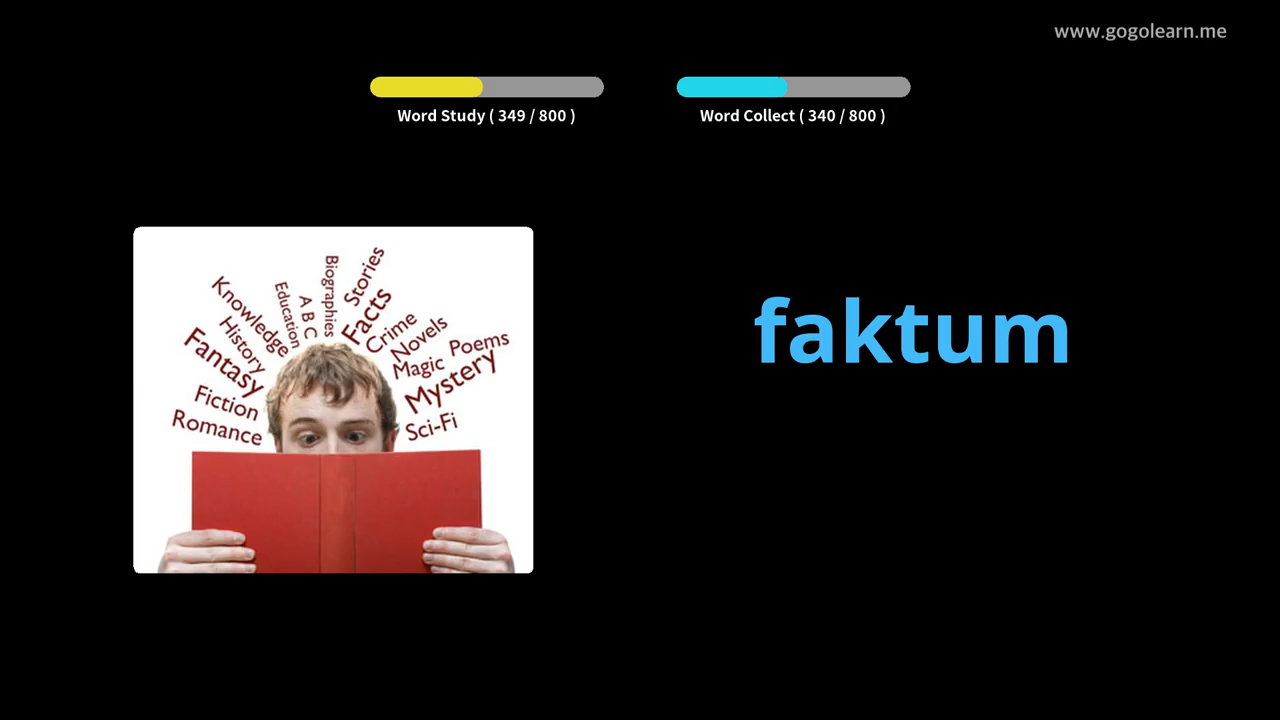 www.gogolearn.me
Word Study ( 349 / 800 )
Word Collect ( 340 / 800 )
faktum
Biographies
Stories
Education
A B C
Facts
Knowledge
Crime
History
Novels
Poems
Fantasy
Magic
Mystery
Fiction
Romance
Sci-Fi